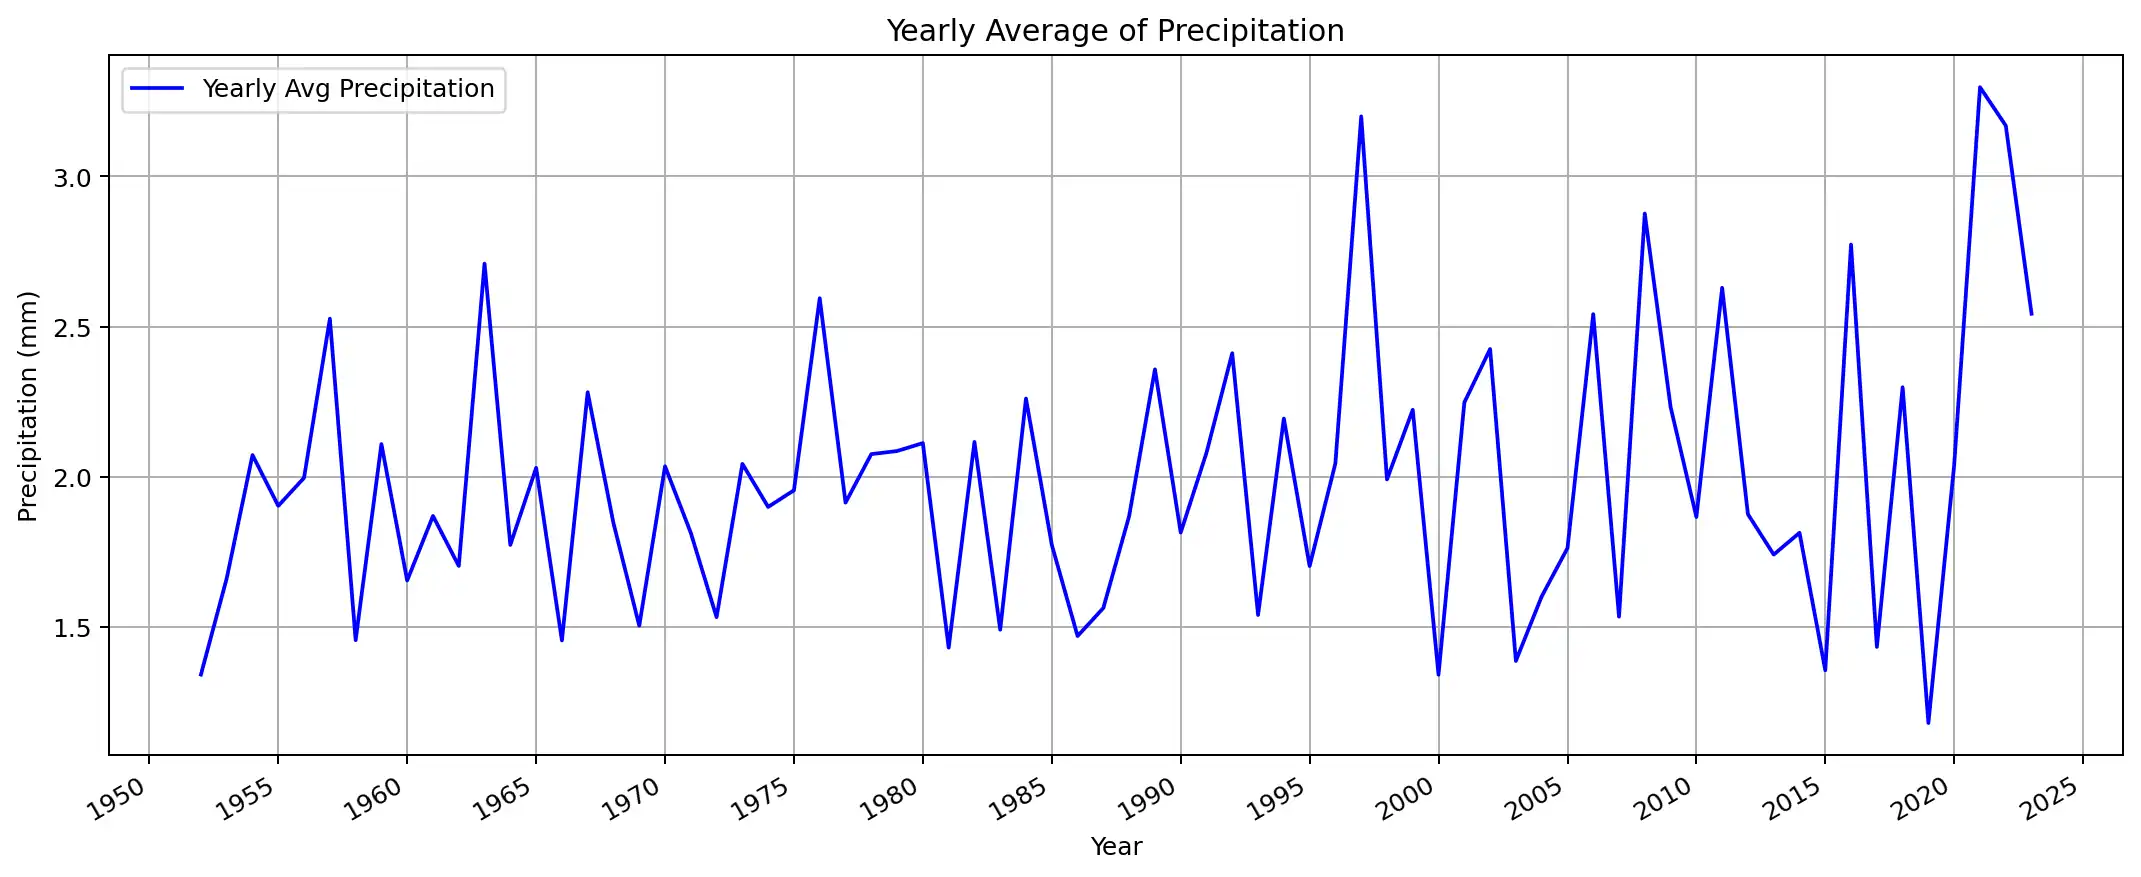 Yearly Average of Precipitation
Yearly Avg Precipitation
3.0
2.5
2.0
1.5
Precipitation (mm)
1950 1955 1960 1965 1970 1975 1980 1985 1990 1995 2000 2005 2010 2015 2020 2025
Year